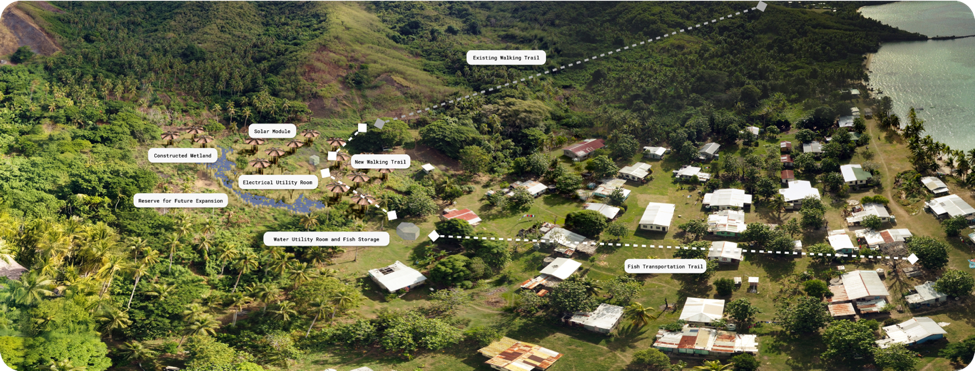 Existing Walking Trail
Solar Module
Constructed Wetland
New Walking Trail
Electrical Utility Room
Reserve for Future Expansion
Water Utility Room and Fish Storage
Fish Transportation Trail